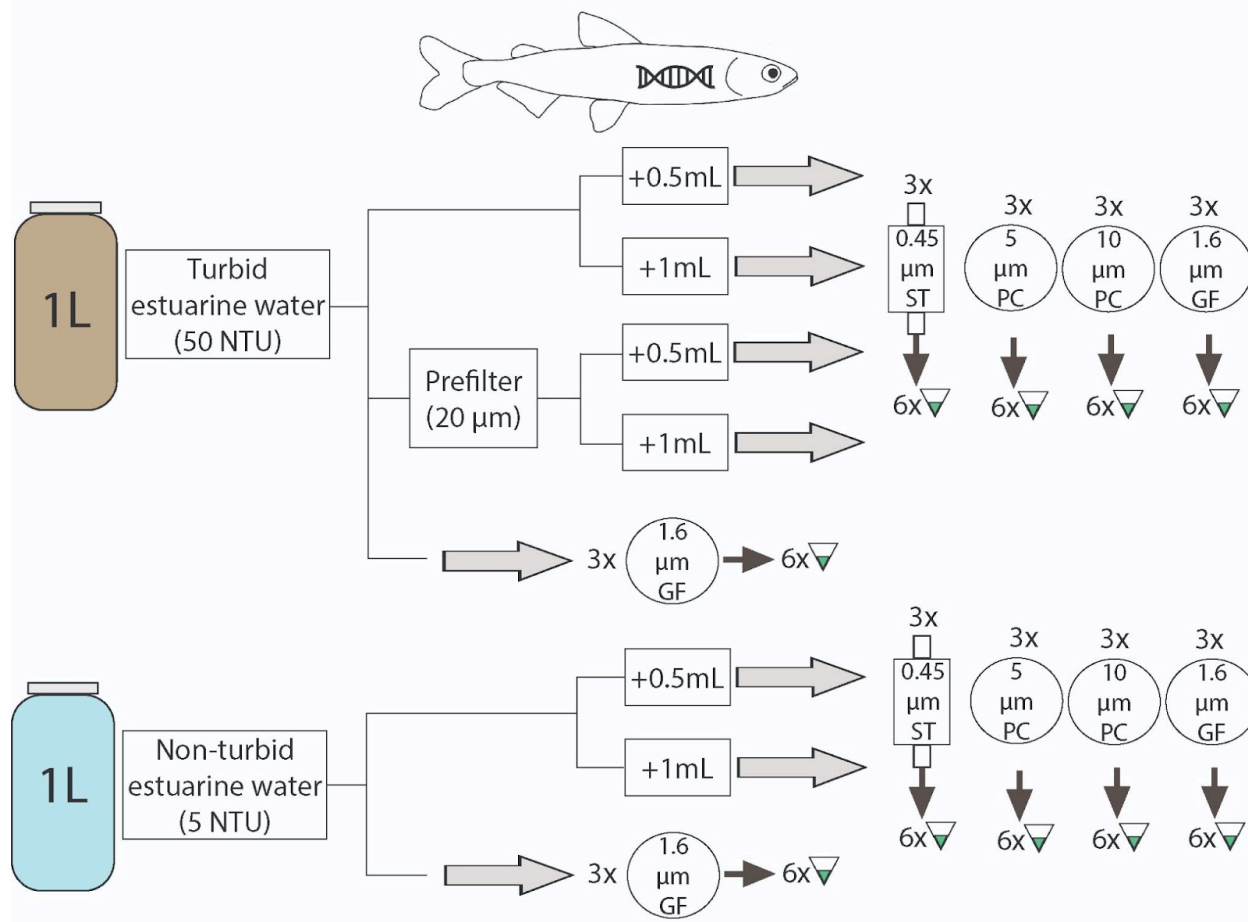 1L
Turbid
estuarine water
(50 NTU)
+0.5mL
+1mL
Prefilter
(20 µm)
+0.5mL
+1mL
3x
0.45
µm
ST
6x
3x
5
µm
PC
6x
3x
10
µm
PC
6x
3x
1.6
µm
GF
6x
3x
1.6
µm
GF
6x
1L
Non-turbid
estuarine water
(5 NTU)
+0.5mL
+1mL
3x
0.45
µm
ST
6x
3x
5
µm
PC
6x
3x
10
µm
PC
6x
3x
1.6
µm
GF
6x
3x
1.6
µm
GF
6x